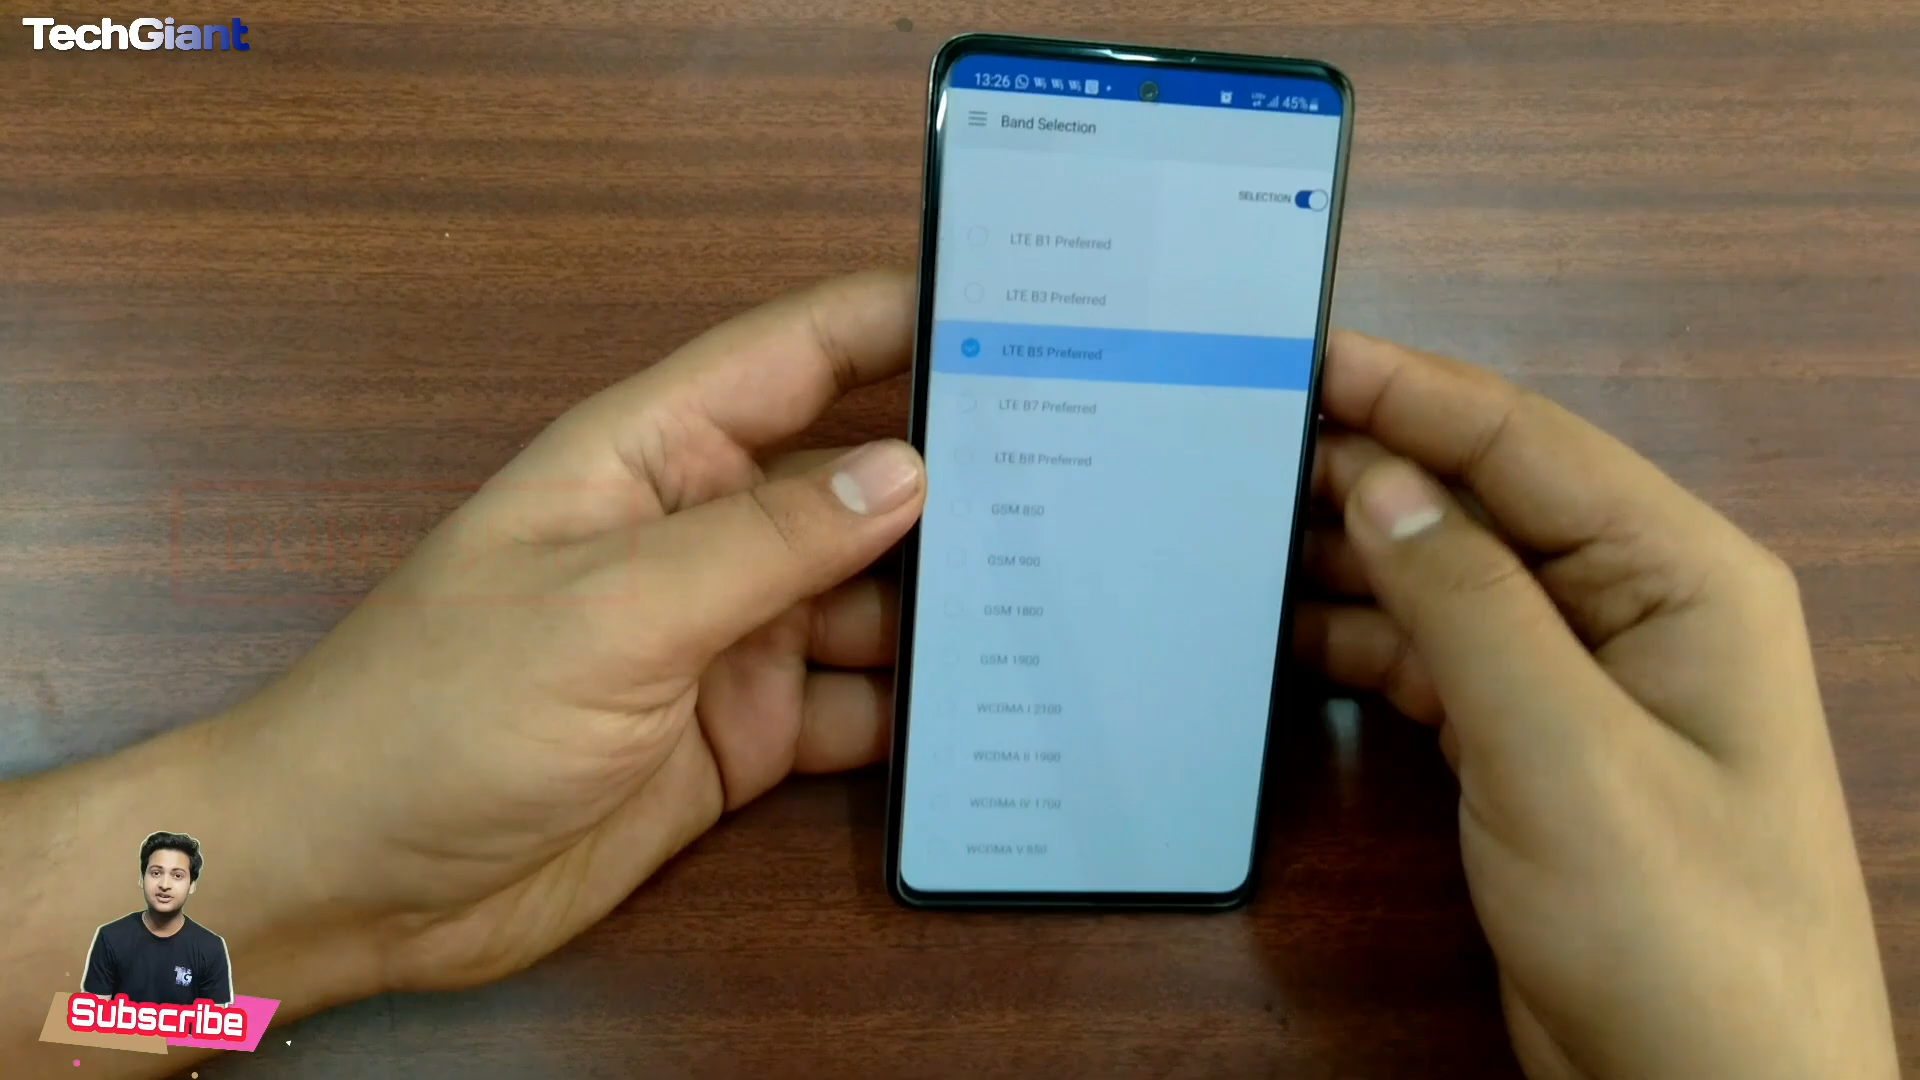 TechGiant
13:26
45%
Band Selection
SELECTION
LTE B1 Preferred
LTE B3 Preferred
LTE B5 Preferred
LTE B7 Preferred
LTE B8 Preferred
GSM 850
GSM 900
GSM 1800
GSM 1900
WCDMA I 2100
WCDMA II 1900
WCDMA IV 1700
WCDMA V 850
Subscribe